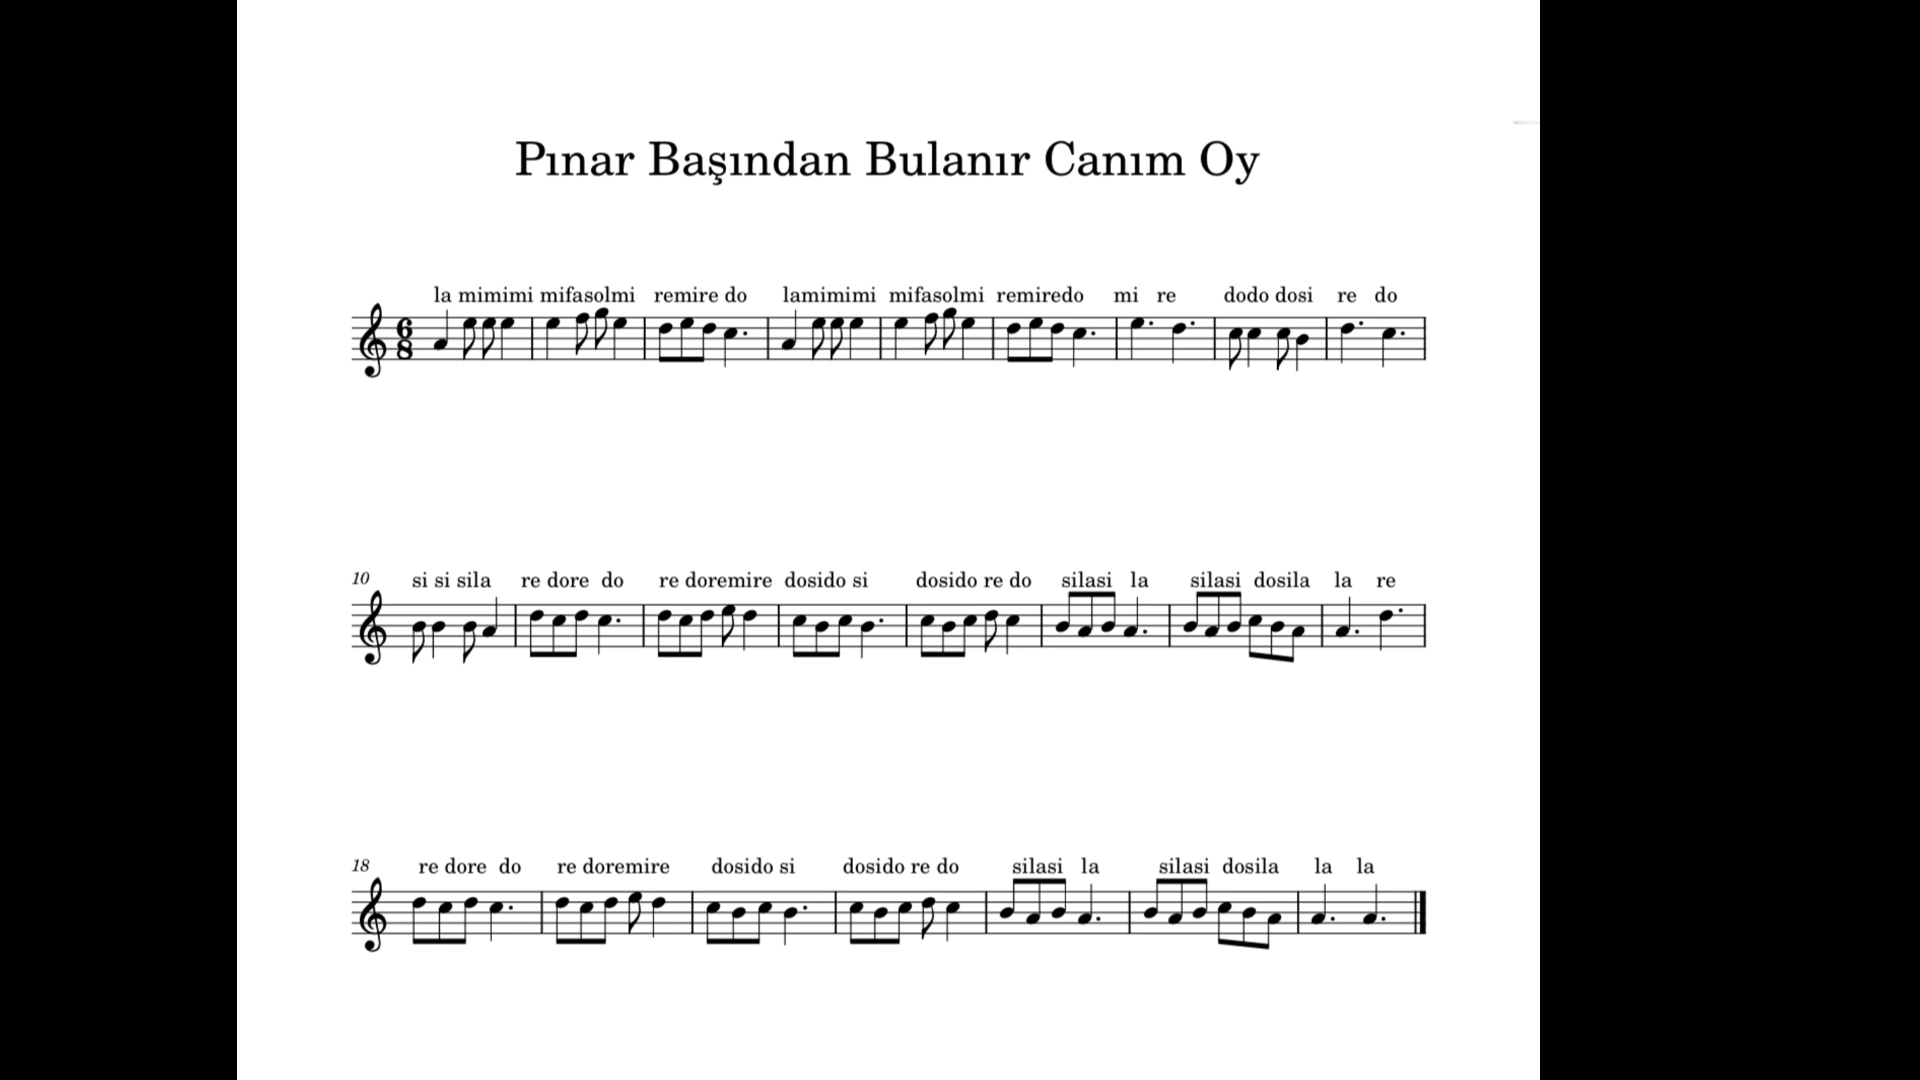 Pınar Başından Bulanır Canım Oy
la mimimi mifasolmi remire do lamimimi mifasolmi remiredo mi re dodo dosi re do
6
8
10
si si sila re dore do re doremire dosido si dosido re do silasi la silasi dosila la re
18
re dore do re doremire dosido si dosido re do silasi la silasi dosila la la